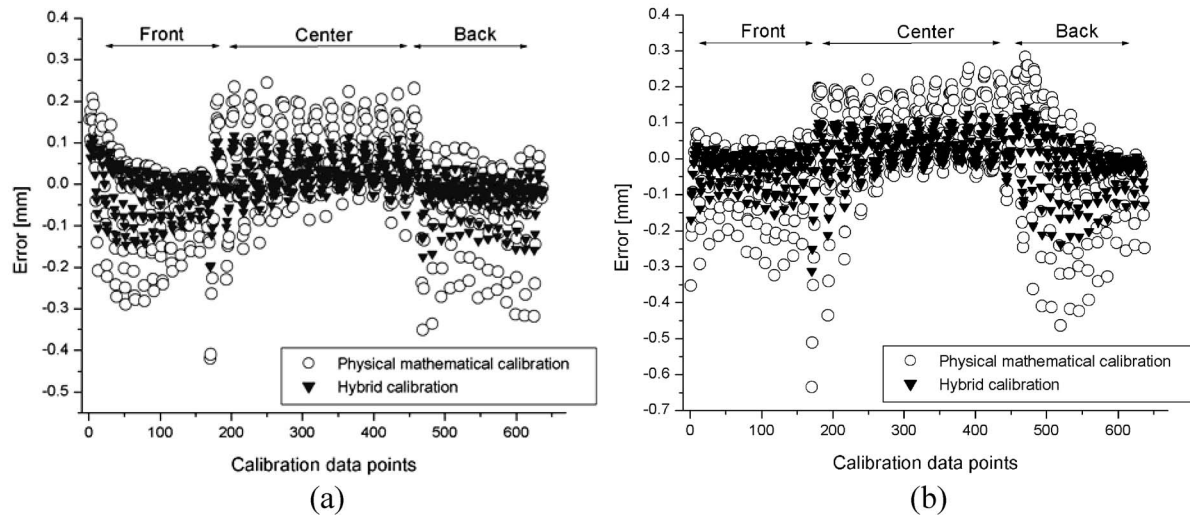 0.4
0.3
0.2
0.1
0.0
-0.1
-0.2
-0.3
-0.4
-0.5
Error [mm]
Front Center Back
Physical mathematical calibration
Hybrid calibration
0 100 200 300 400 500 600
Calibration data points
(a)
0.4
0.3
0.2
0.1
0.0
-0.1
-0.2
-0.3
-0.4
-0.5
-0.6
-0.7
Error [mm]
Front Center Back
Physical mathematical calibration
Hybrid calibration
0 100 200 300 400 500 600
Calibration data points
(b)